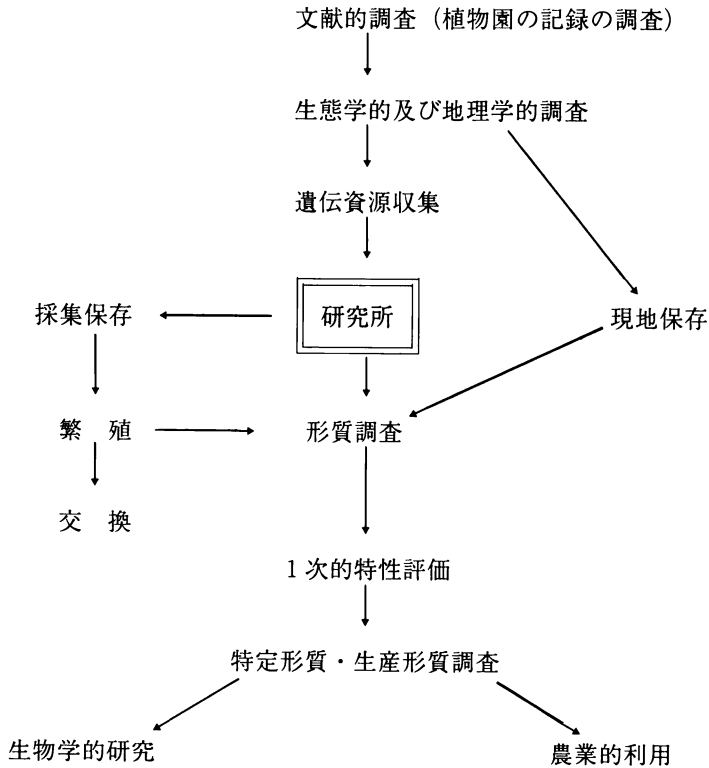 文献的調査（植物園の記録の調査）
生態学的及び地理学的調査
遺伝資源収集
採集保存
研究所
現地保存
繁　殖
形質調査
交　換
1次的特性評価
特定形質・生産形質調査
生物学的研究
農業的利用